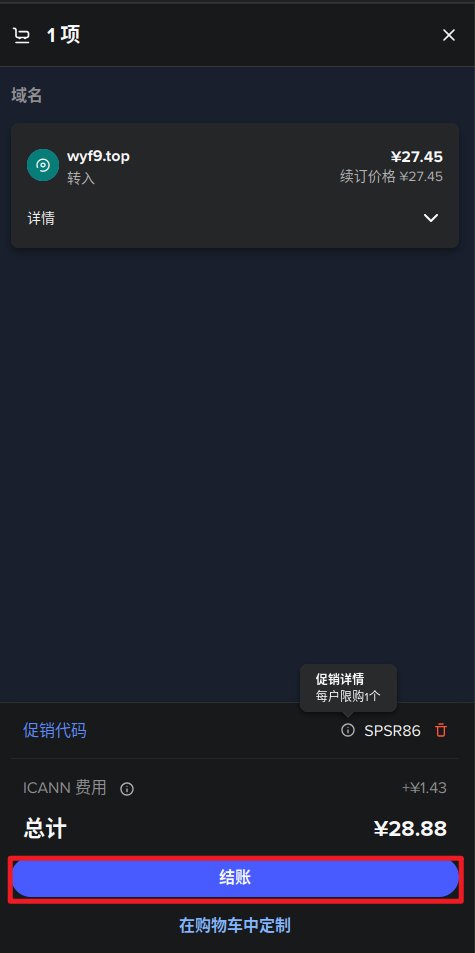 1 项
域名
wyf9.top
¥27.45
转入
续订价格 ¥27.45
详情
促销详情
每户限购1个
促销代码
SPSR86
ICANN 费用
+¥1.43
总计
¥28.88
结账
在购物车中定制